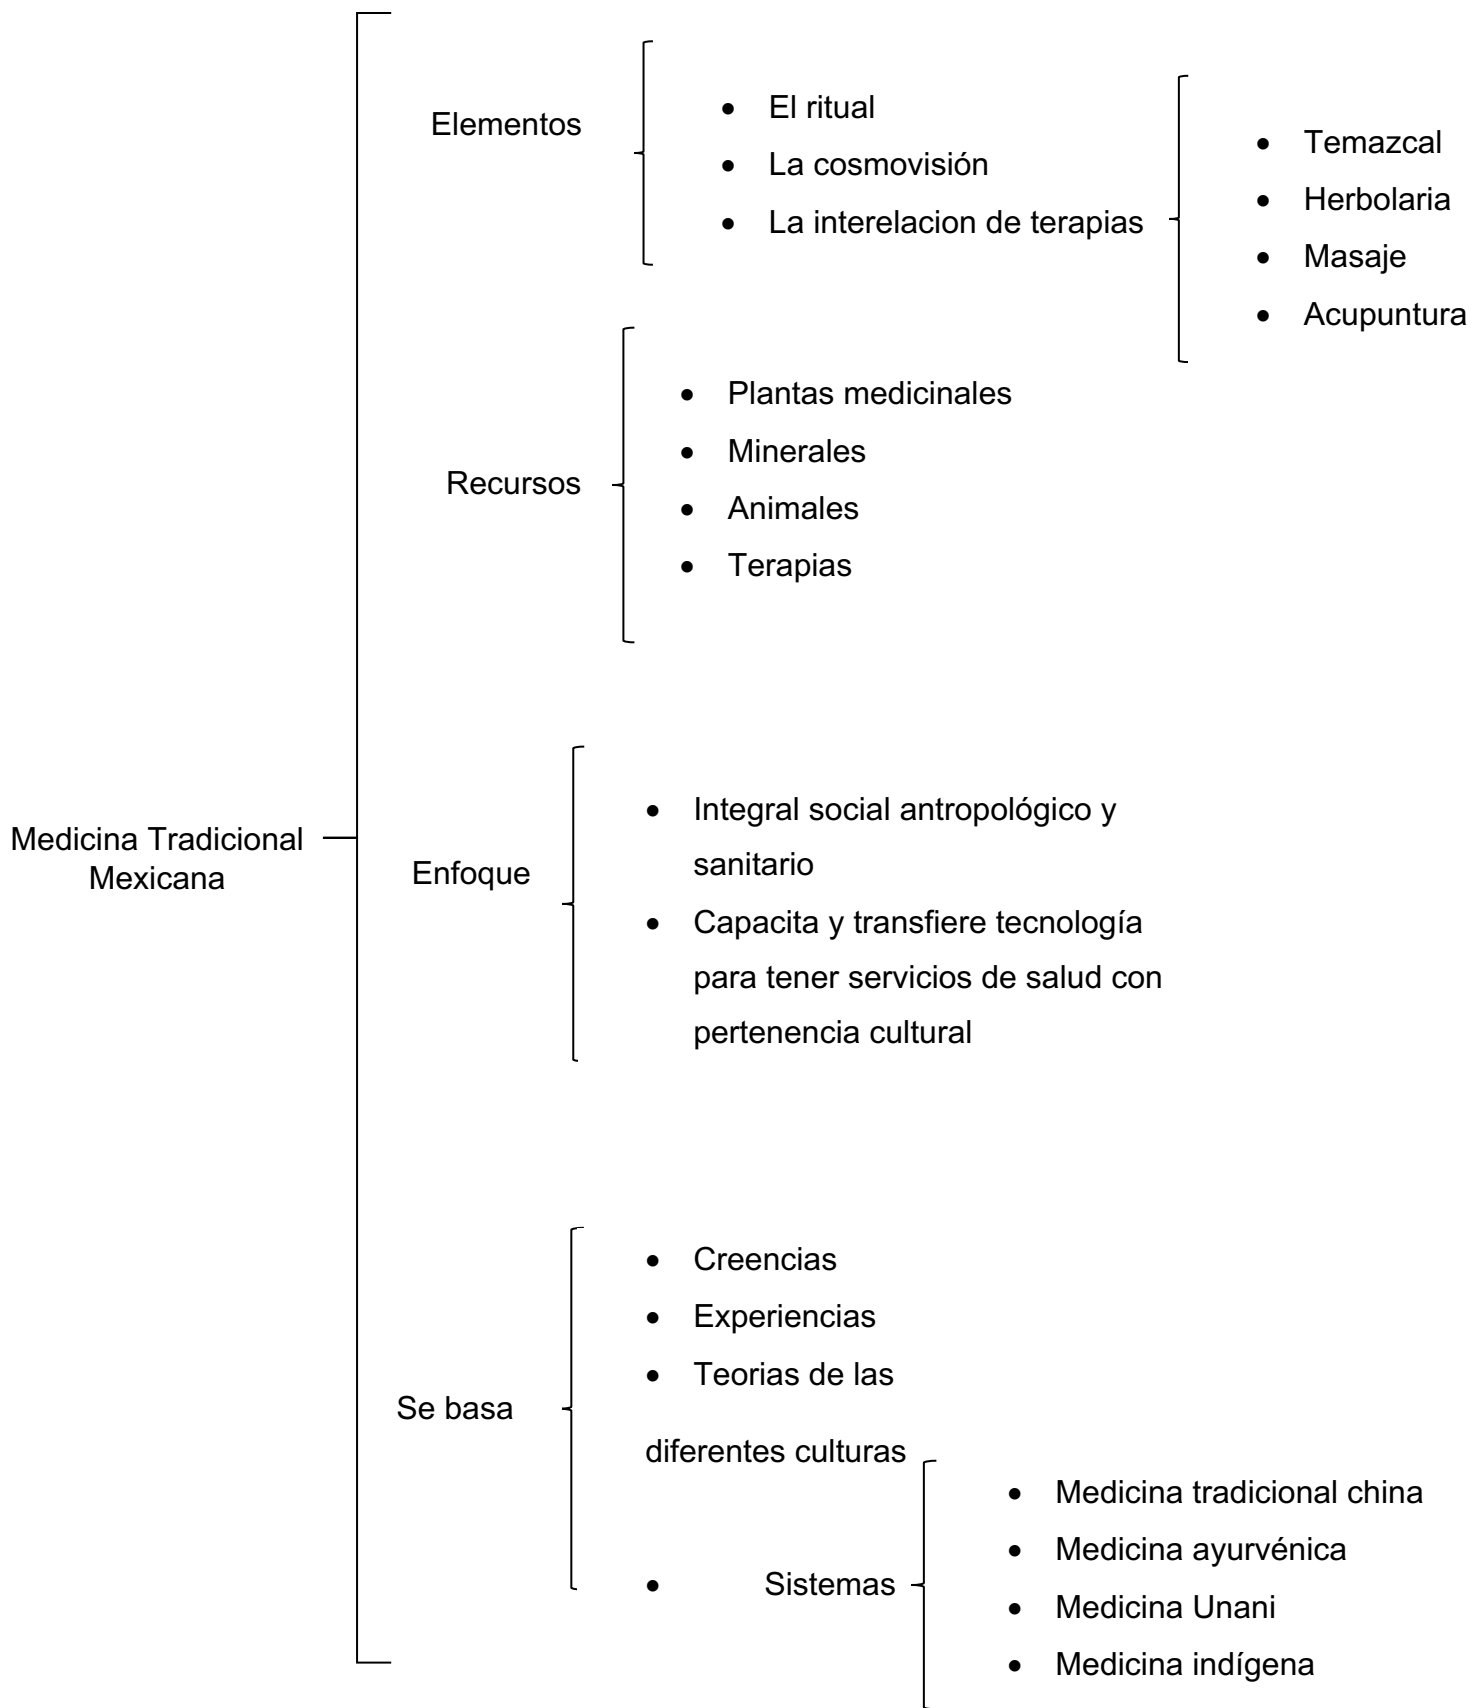 Medicina Tradicional
Mexicana
Elementos
• El ritual
• La cosmovisión
• La interelacion de terapias
• Temazcal
• Herbolaria
• Masaje
• Acupuntura
Recursos
• Plantas medicinales
• Minerales
• Animales
• Terapias
Enfoque
• Integral social antropológico y
sanitario
• Capacita y transfiere tecnología
para tener servicios de salud con
pertenencia cultural
Se basa
• Creencias
• Experiencias
• Teorias de las
diferentes culturas
• Sistemas
• Medicina tradicional china
• Medicina ayurvénica
• Medicina Unani
• Medicina indígena